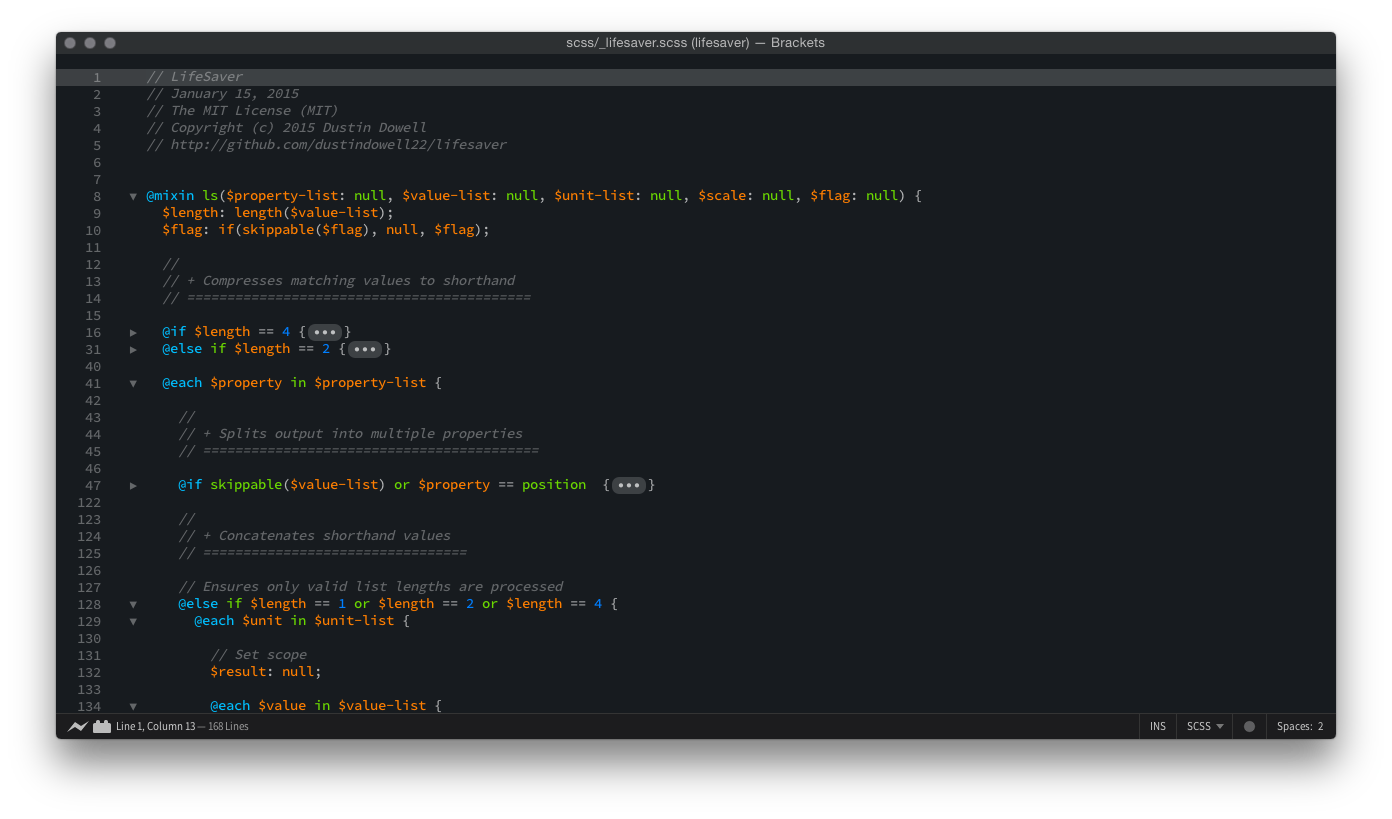 scss/_lifesaver.scss (lifesaver) — Brackets
1 // LifeSaver
2 // January 15, 2015
3 // The MIT License (MIT)
4 // Copyright (c) 2015 Dustin Dowell
5 // http://github.com/dustindowell22/lifesaver
6
7
8 ▼ @mixin ls($property-list: null, $value-list: null, $unit-list: null, $scale: null, $flag: null) {
9 $length: length($value-list);
10 $flag: if(skippable($flag), null, $flag);
11
12 //
13 // + Compresses matching values to shorthand
14 // ===========================================
15
16 ▶ @if $length == 4 {•••}
31 ▶ @else if $length == 2 {•••}
40
41 ▼ @each $property in $property-list {
42
43 //
44 // + Splits output into multiple properties
45 // ==========================================
46
47 ▶ @if skippable($value-list) or $property == position  {•••}
122
123 //
124 // + Concatenates shorthand values
125 // =================================
126
127 // Ensures only valid list lengths are processed
128 ▼ @else if $length == 1 or $length == 2 or $length == 4 {
129 ▼ @each $unit in $unit-list {
130
131 // Set scope
132 $result: null;
133
134 ▼ @each $value in $value-list {
Line 1, Column 13 — 168 Lines INS SCSS Spaces: 2